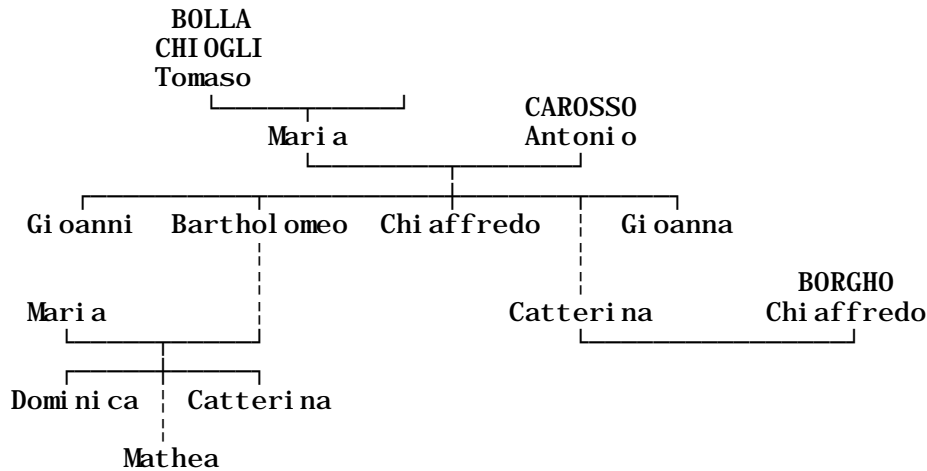 BOLLA
CHIOGLI
Tomaso
CAROSSO
Maria Antonio
Gioanni Bartholomeo Chiaffredo Gioanna
BORGHO
Maria Catterina Chiaffredo
Dominica Catterina
Mathea